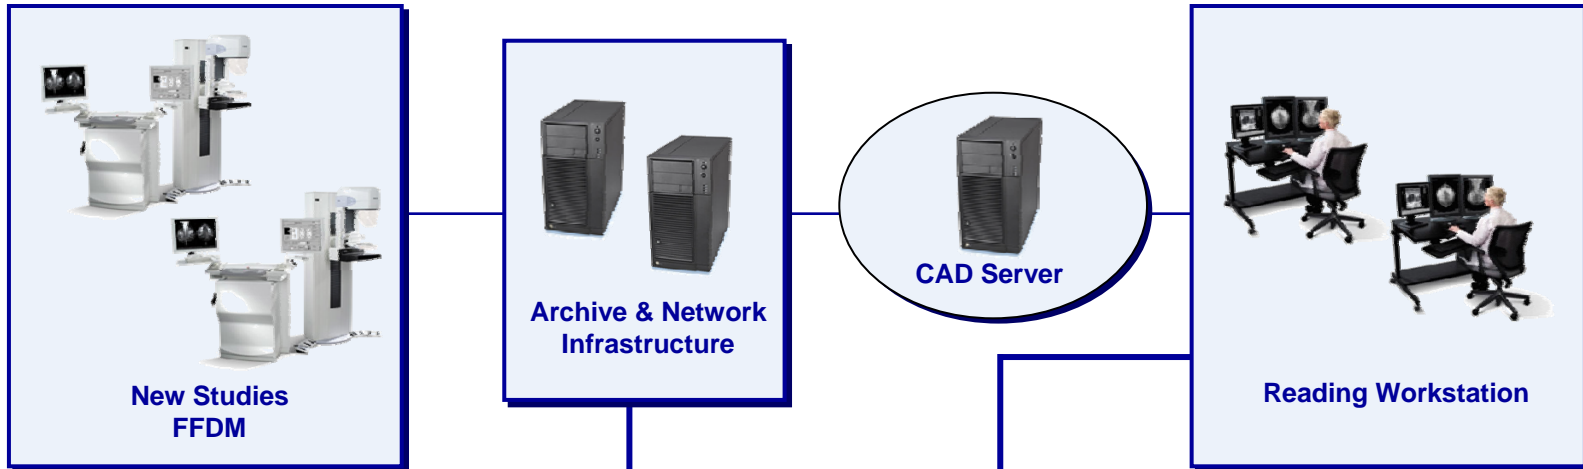 New Studies
FFDM
Archive & Network
Infrastructure
CAD Server
Reading Workstation